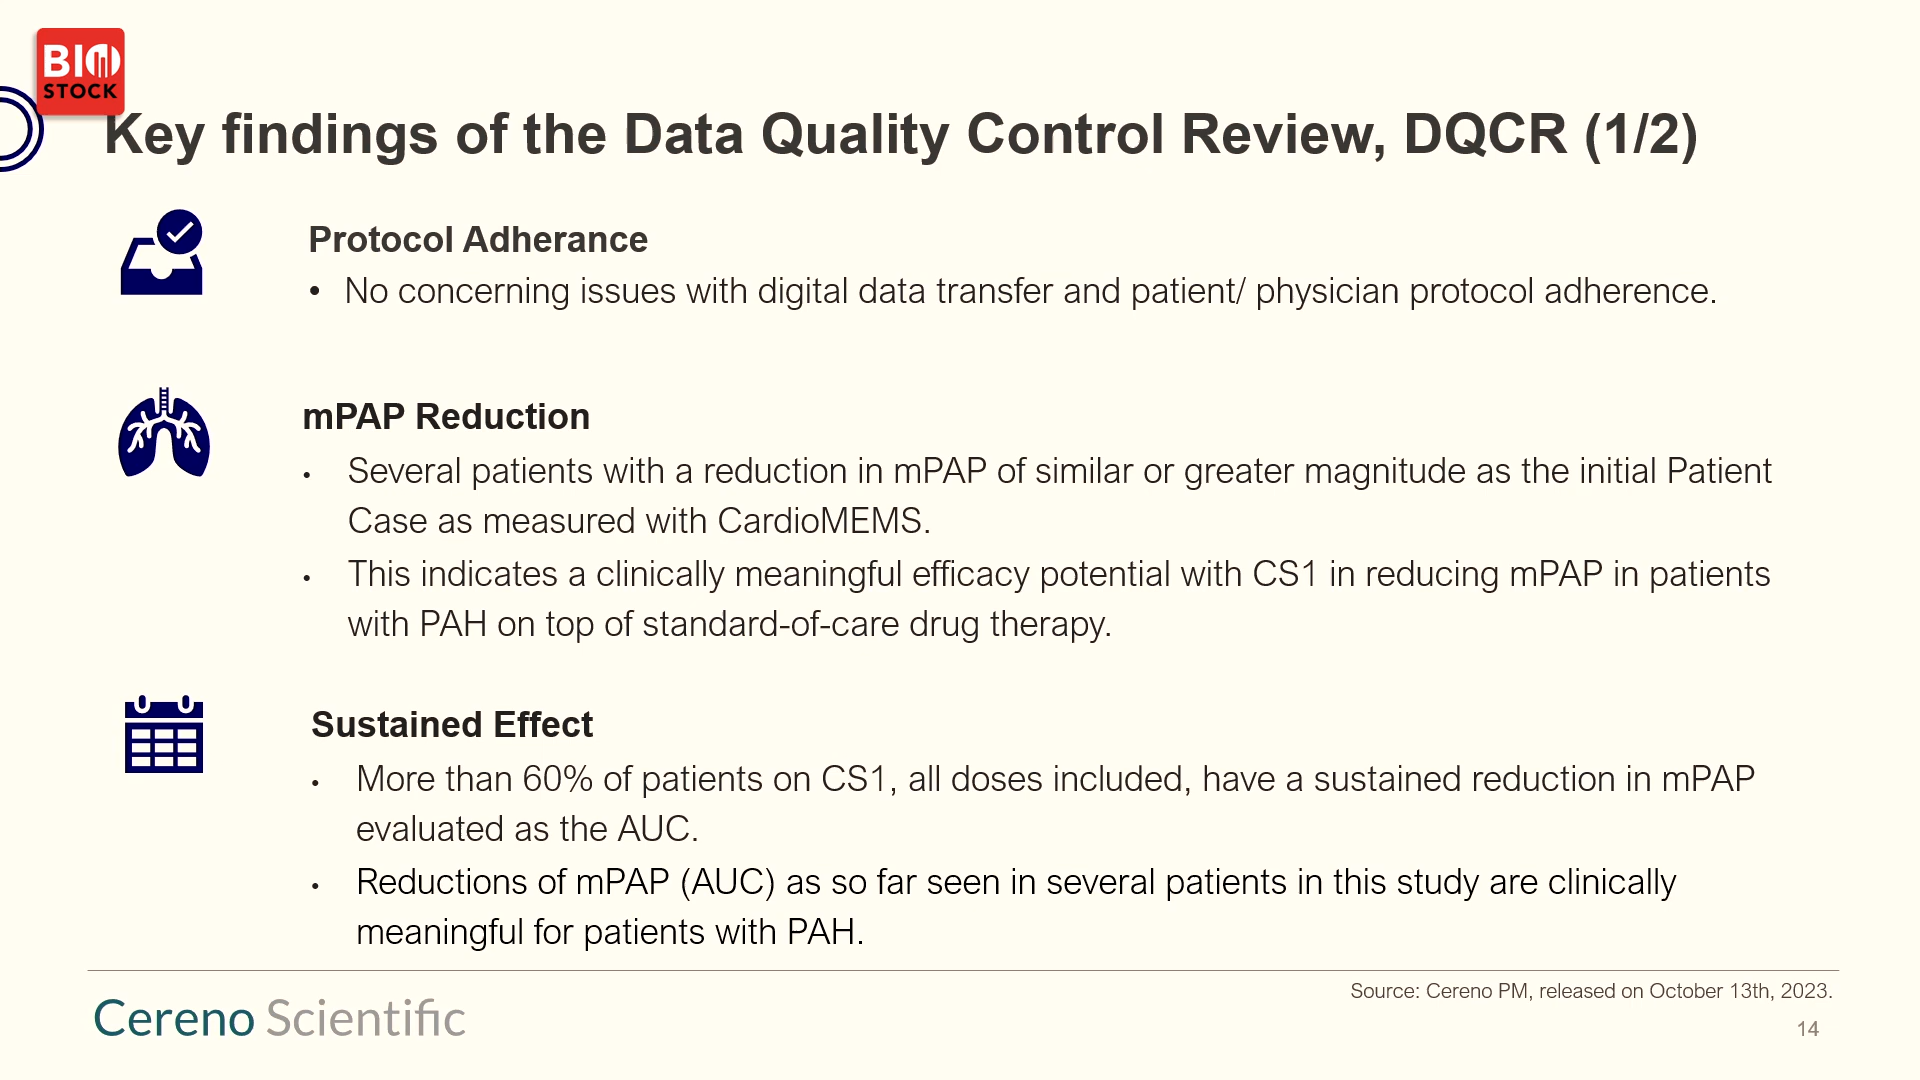 BIO
STOCK
Key findings of the Data Quality Control Review, DQCR (1/2)
Protocol Adherance
• No concerning issues with digital data transfer and patient/ physician protocol adherence.
mPAP Reduction
• Several patients with a reduction in mPAP of similar or greater magnitude as the initial Patient
Case as measured with CardioMEMS.
• This indicates a clinically meaningful efficacy potential with CS1 in reducing mPAP in patients
with PAH on top of standard-of-care drug therapy.
Sustained Effect
• More than 60% of patients on CS1, all doses included, have a sustained reduction in mPAP
evaluated as the AUC.
• Reductions of mPAP (AUC) as so far seen in several patients in this study are clinically
meaningful for patients with PAH.
Source: Cereno PM, released on October 13th, 2023.
Cereno Scientific
14